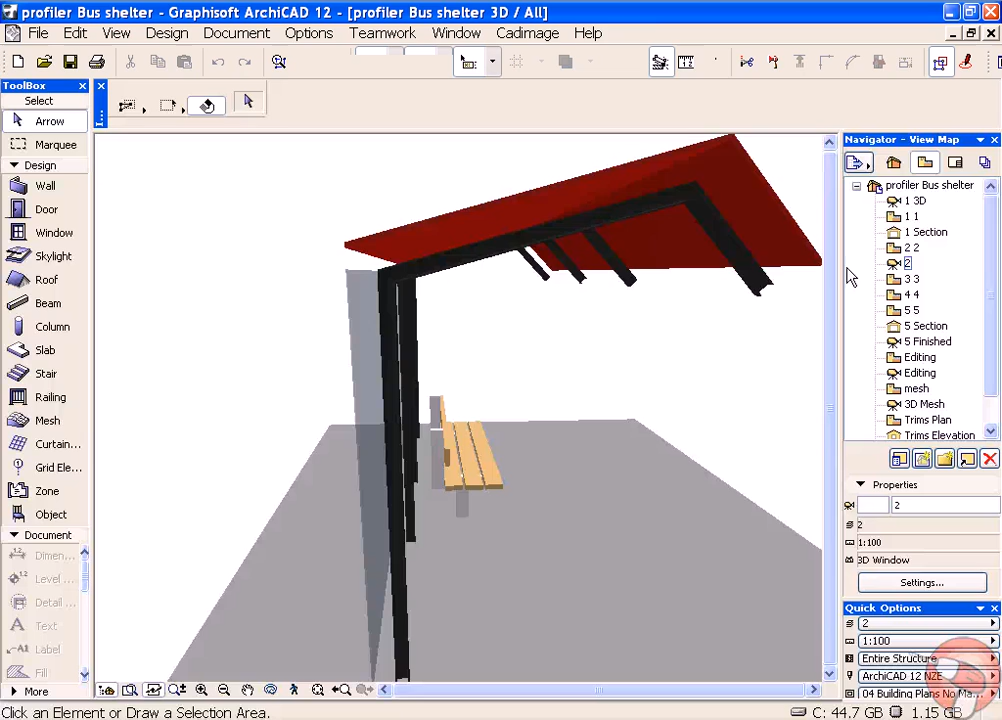 profiler Bus shelter - Graphisoft ArchiCAD 12 - [profiler Bus shelter 3D / All]
File Edit View Design Document Options Teamwork Window Cadimage Help
ToolBox
Select
Arrow
Marquee
Design
Wall
Door
Window
Skylight
Roof
Beam
Column
Slab
Stair
Railing
Mesh
Curtain...
Grid Ele...
Zone
Object
Document
Dimen...
Level ...
Detail ...
Text
Label
Fill
More
Navigator - View Map
profiler Bus shelter
1 3D
1 1
1 Section
2 2
2
3 3
4 4
5 5
5 Section
5 Finished
Editing
Editing
mesh
3D Mesh
Trims Plan
Trims Elevation
Properties
2
2
1:100
3D Window
Settings...
Quick Options
2
1:100
Entire Structure
ArchiCAD 12 NZE
04 Building Plans No Ma...
Click an Element or Draw a Selection Area.
C: 44.7 GB
1.15 GB